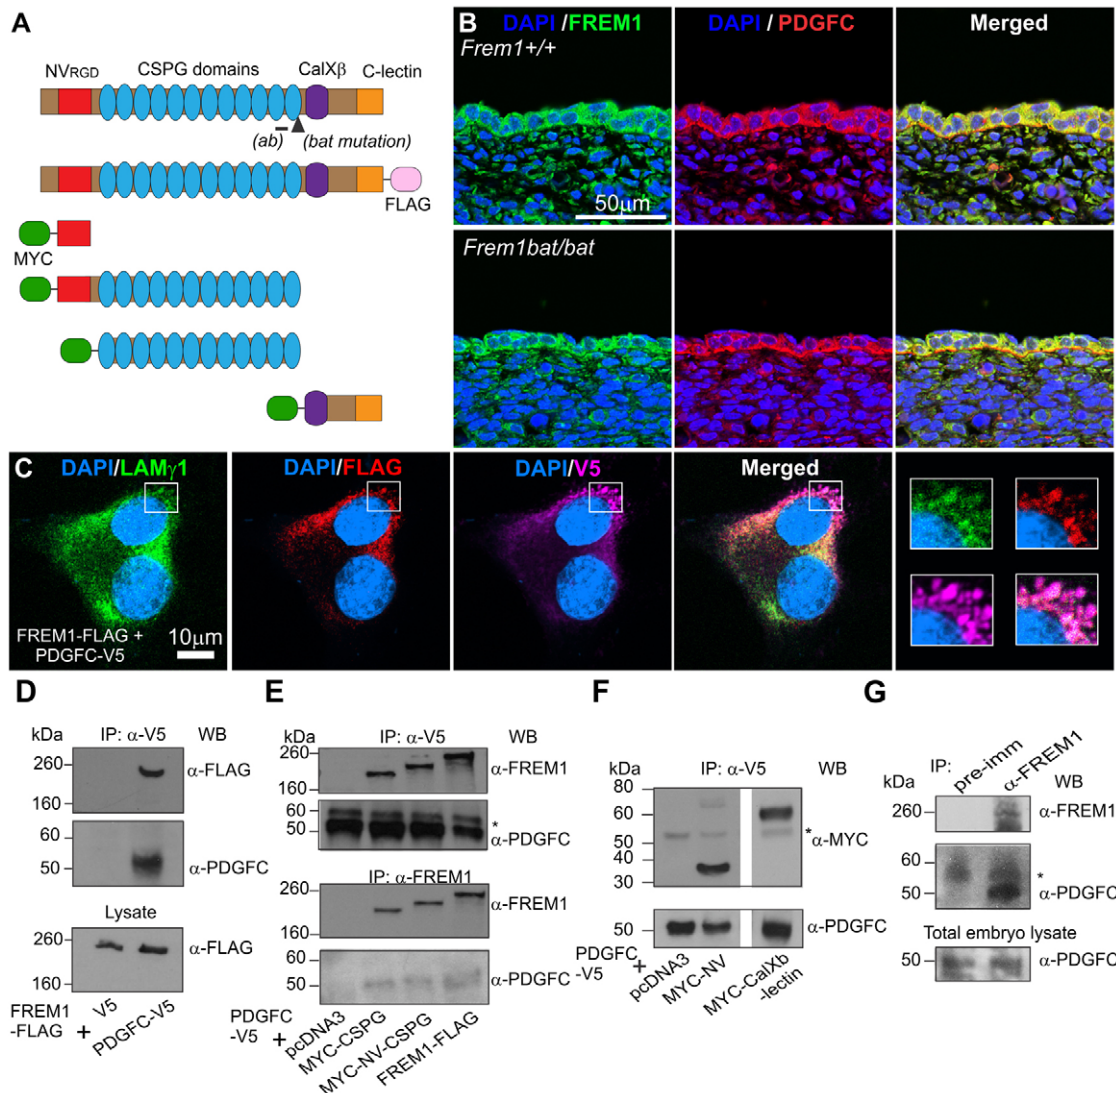 A
NVRGD
CSPG domains
CalXβ
C-lectin
(ab)
(bat mutation)
FLAG
MYC
B
DAPI /FREM1
DAPI / PDGFC
Merged
Frem1+/+
50μm
Frem1bat/bat
C
DAPI/LAMγ1
DAPI/FLAG
DAPI/V5
Merged
FREM1-FLAG +
PDGFC-V5
10μm
D
kDa
IP: α-V5
WB
260
160
α-FLAG
60
50
α-PDGFC
Lysate
260
160
α-FLAG
FREM1
-FLAG
+
V5
PDGFC-V5
E
kDa
IP: α-V5
WB
260
160
α-FREM1
60
50
*
α-PDGFC
IP: α-FREM1
260
160
α-FREM1
60
50
α-PDGFC
PDGFC
-V5
+
pcDNA3
MYC-CSPG
MYC-NV-CSPG
FREM1-FLAG
F
kDa
IP: α-V5
WB
80
60
50
40
30
*
α-MYC
50
α-PDGFC
PDGFC
-V5
+
pcDNA3
MYC-NV
MYC-CalXb
-lectin
G
IP:
pre-imm
α-FREM1
kDa
WB
260
α-FREM1
60
50
*
α-PDGFC
Total embryo lysate
50
α-PDGFC